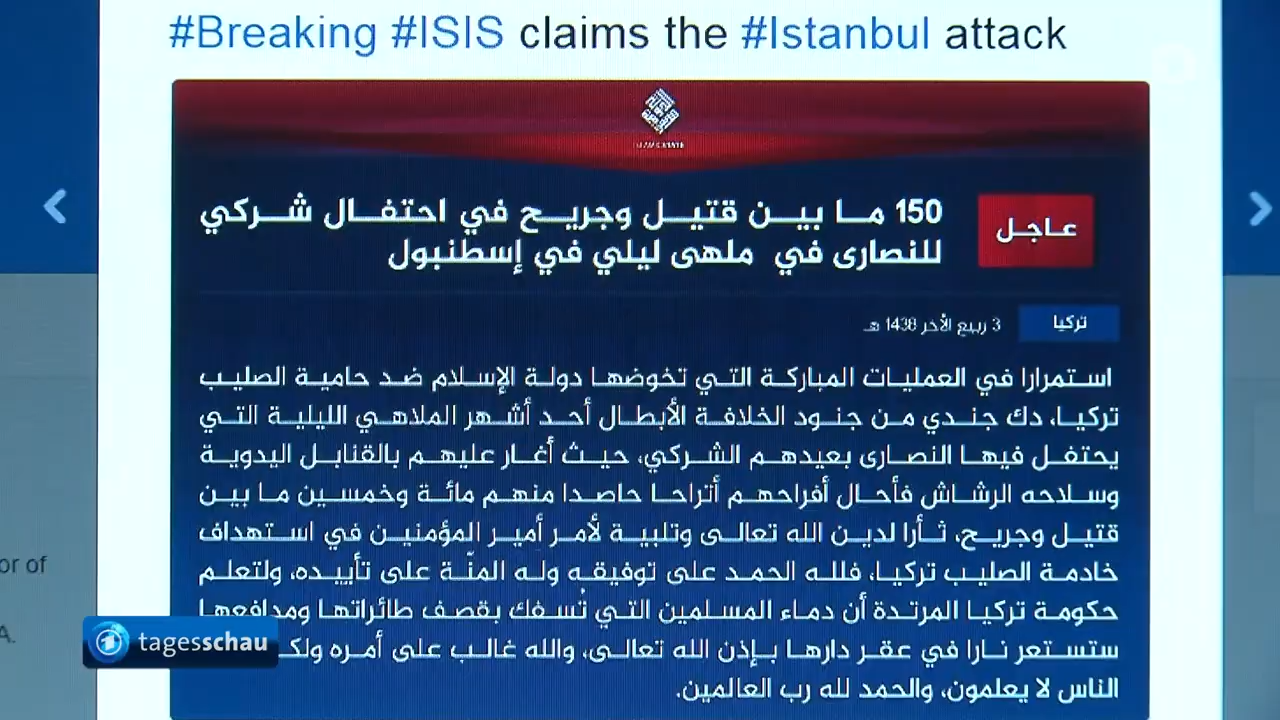 #Breaking #ISIS claims the #Istanbul attack
عاجل
150 ما بين قتيل وجريح في احتفال شركي
للنصارى في ملهى ليلي في إسطنبول
تركيا
3 ربيع الآخر 1438 هـ
استمرارا في العمليات المباركة التي تخوضها دولة الإسلام ضد حامية الصليب
تركيا، دك جندي من جنود الخلافة الأبطال أحد أشهر الملاهي الليلية التي
يحتفل فيها النصارى بعيدهم الشركي، حيث أغار عليهم بالقنابل اليدوية
وسلاحه الرشاش فأحال أفراحهم أتراحا حاصدا منهم مائة وخمسين ما بين
قتيل وجريح، ثأرا لدين الله تعالى وتلبية لأمر أمير المؤمنين في استهداف
خادمة الصليب تركيا، فلله الحمد على توفيقه وله المنّة على تأييده، ولتعلم
حكومة تركيا المرتدة أن دماء المسلمين التي تُسفك بقصف طائراتها ومدافعها
ستستعر نارا في عقر دارها بإذن الله تعالى، والله غالب على أمره ولكـ
الناس لا يعلمون، والحمد لله رب العالمين.
or of
A.
tagesschau